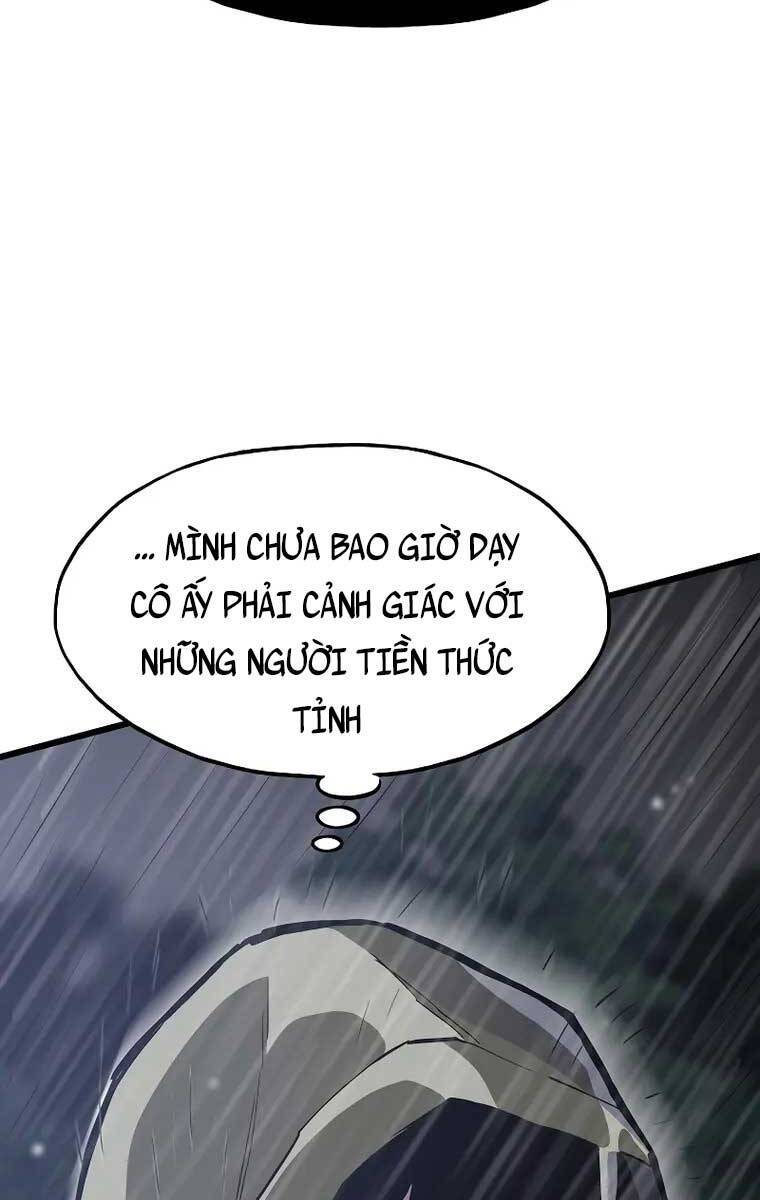 ... MÌNH CHƯA BAO GIỜ DẠY
CÔ ẤY PHẢI CẢNH GIÁC VỚI
NHỮNG NGƯỜI TIỀN THỨC
TỈNH